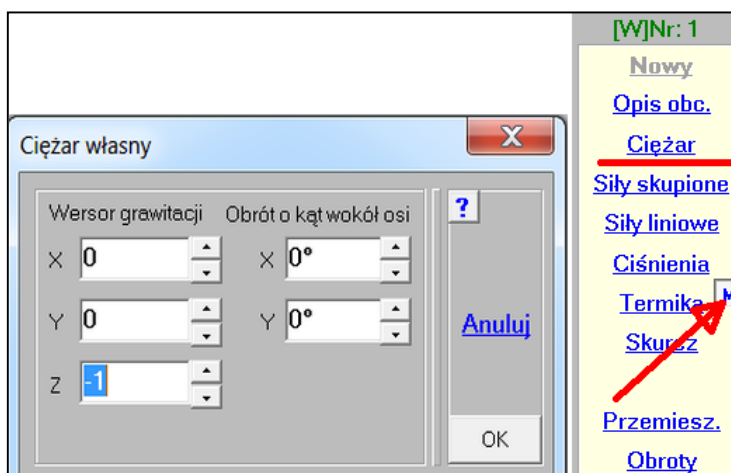 Ciężar własny
Wersor grawitacji Obrót o kąt wokół osi
X 0 X 0°
Y 0 Y 0°
Z -1
?
Anuluj
OK
[W]Nr: 1
Nowy
Opis obc.
Ciężar
Siły skupione
Siły liniowe
Ciśnienia
Termika
Skurcz
Przemiesz.
Obroty